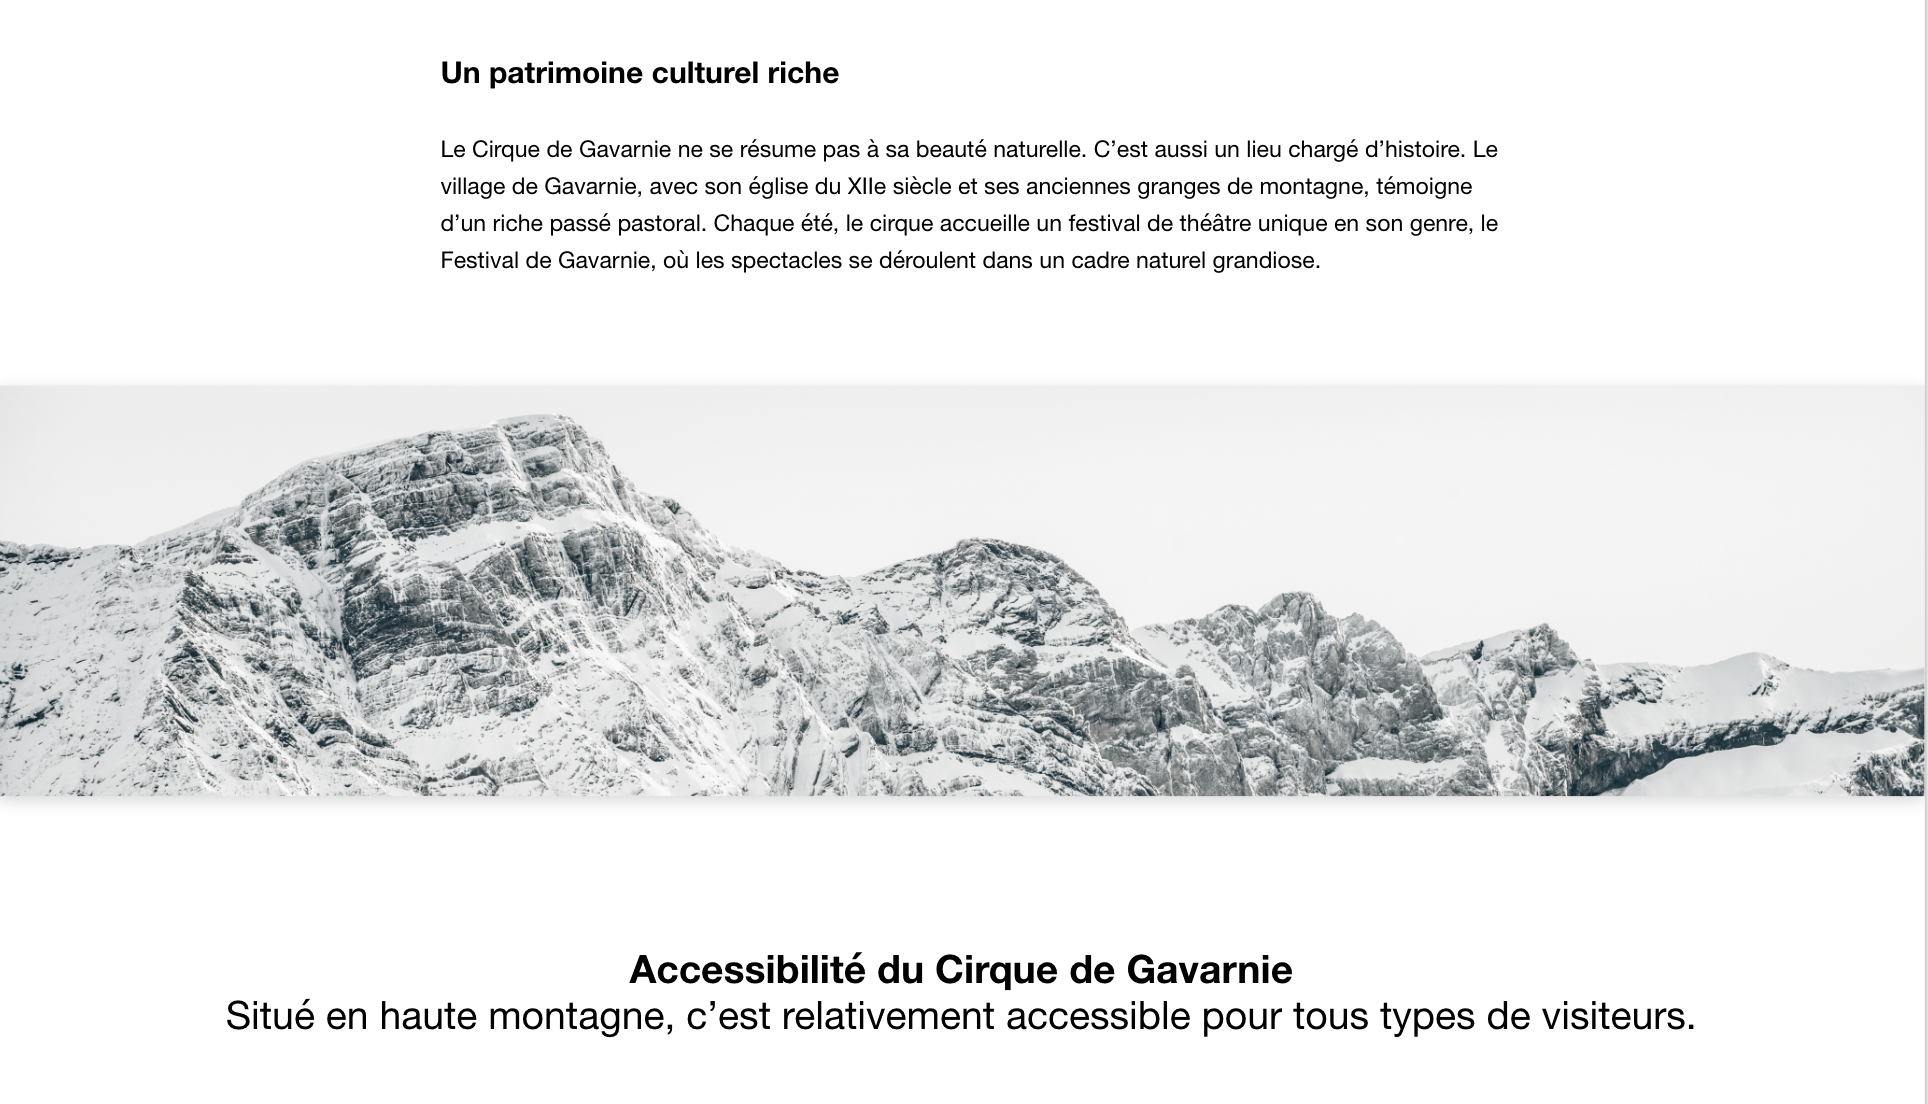 Un patrimoine culturel riche
Le Cirque de Gavarnie ne se résume pas à sa beauté naturelle. C’est aussi un lieu chargé d’histoire. Le
village de Gavarnie, avec son église du XIIe siècle et ses anciennes granges de montagne, témoigne
d’un riche passé pastoral. Chaque été, le cirque accueille un festival de théâtre unique en son genre, le
Festival de Gavarnie, où les spectacles se déroulent dans un cadre naturel grandiose.
Accessibilité du Cirque de Gavarnie
Situé en haute montagne, c’est relativement accessible pour tous types de visiteurs.